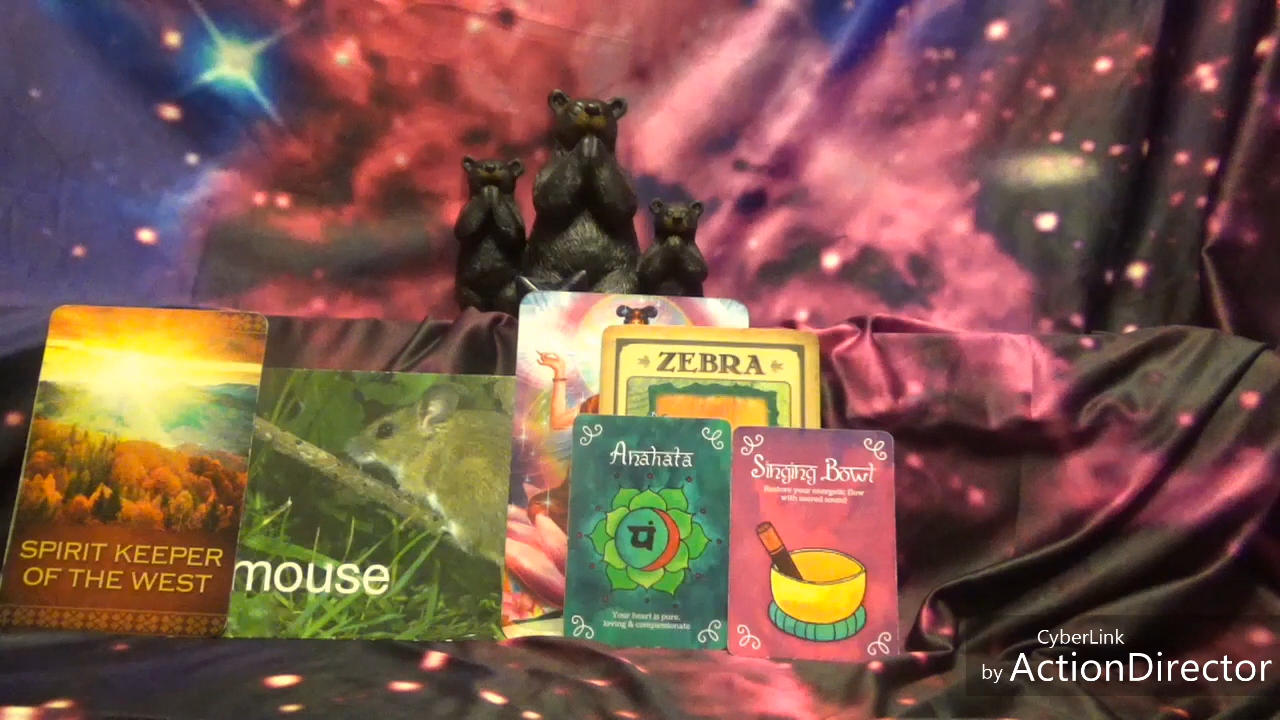 SPIRIT KEEPER
OF THE WEST
mouse
ZEBRA
Anahata
Your heart is pure,
loving & compassionate
Singing Bowl
Restore your energetic flow
with sacred sound
CyberLink
by ActionDirector